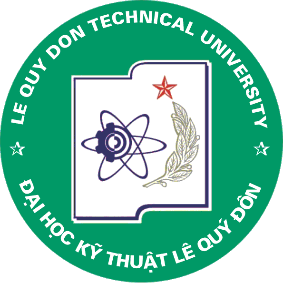 LE QUY DON TECHNICAL UNIVERSITY
ĐẠI HỌC KỸ THUẬT LÊ QUÝ ĐÔN